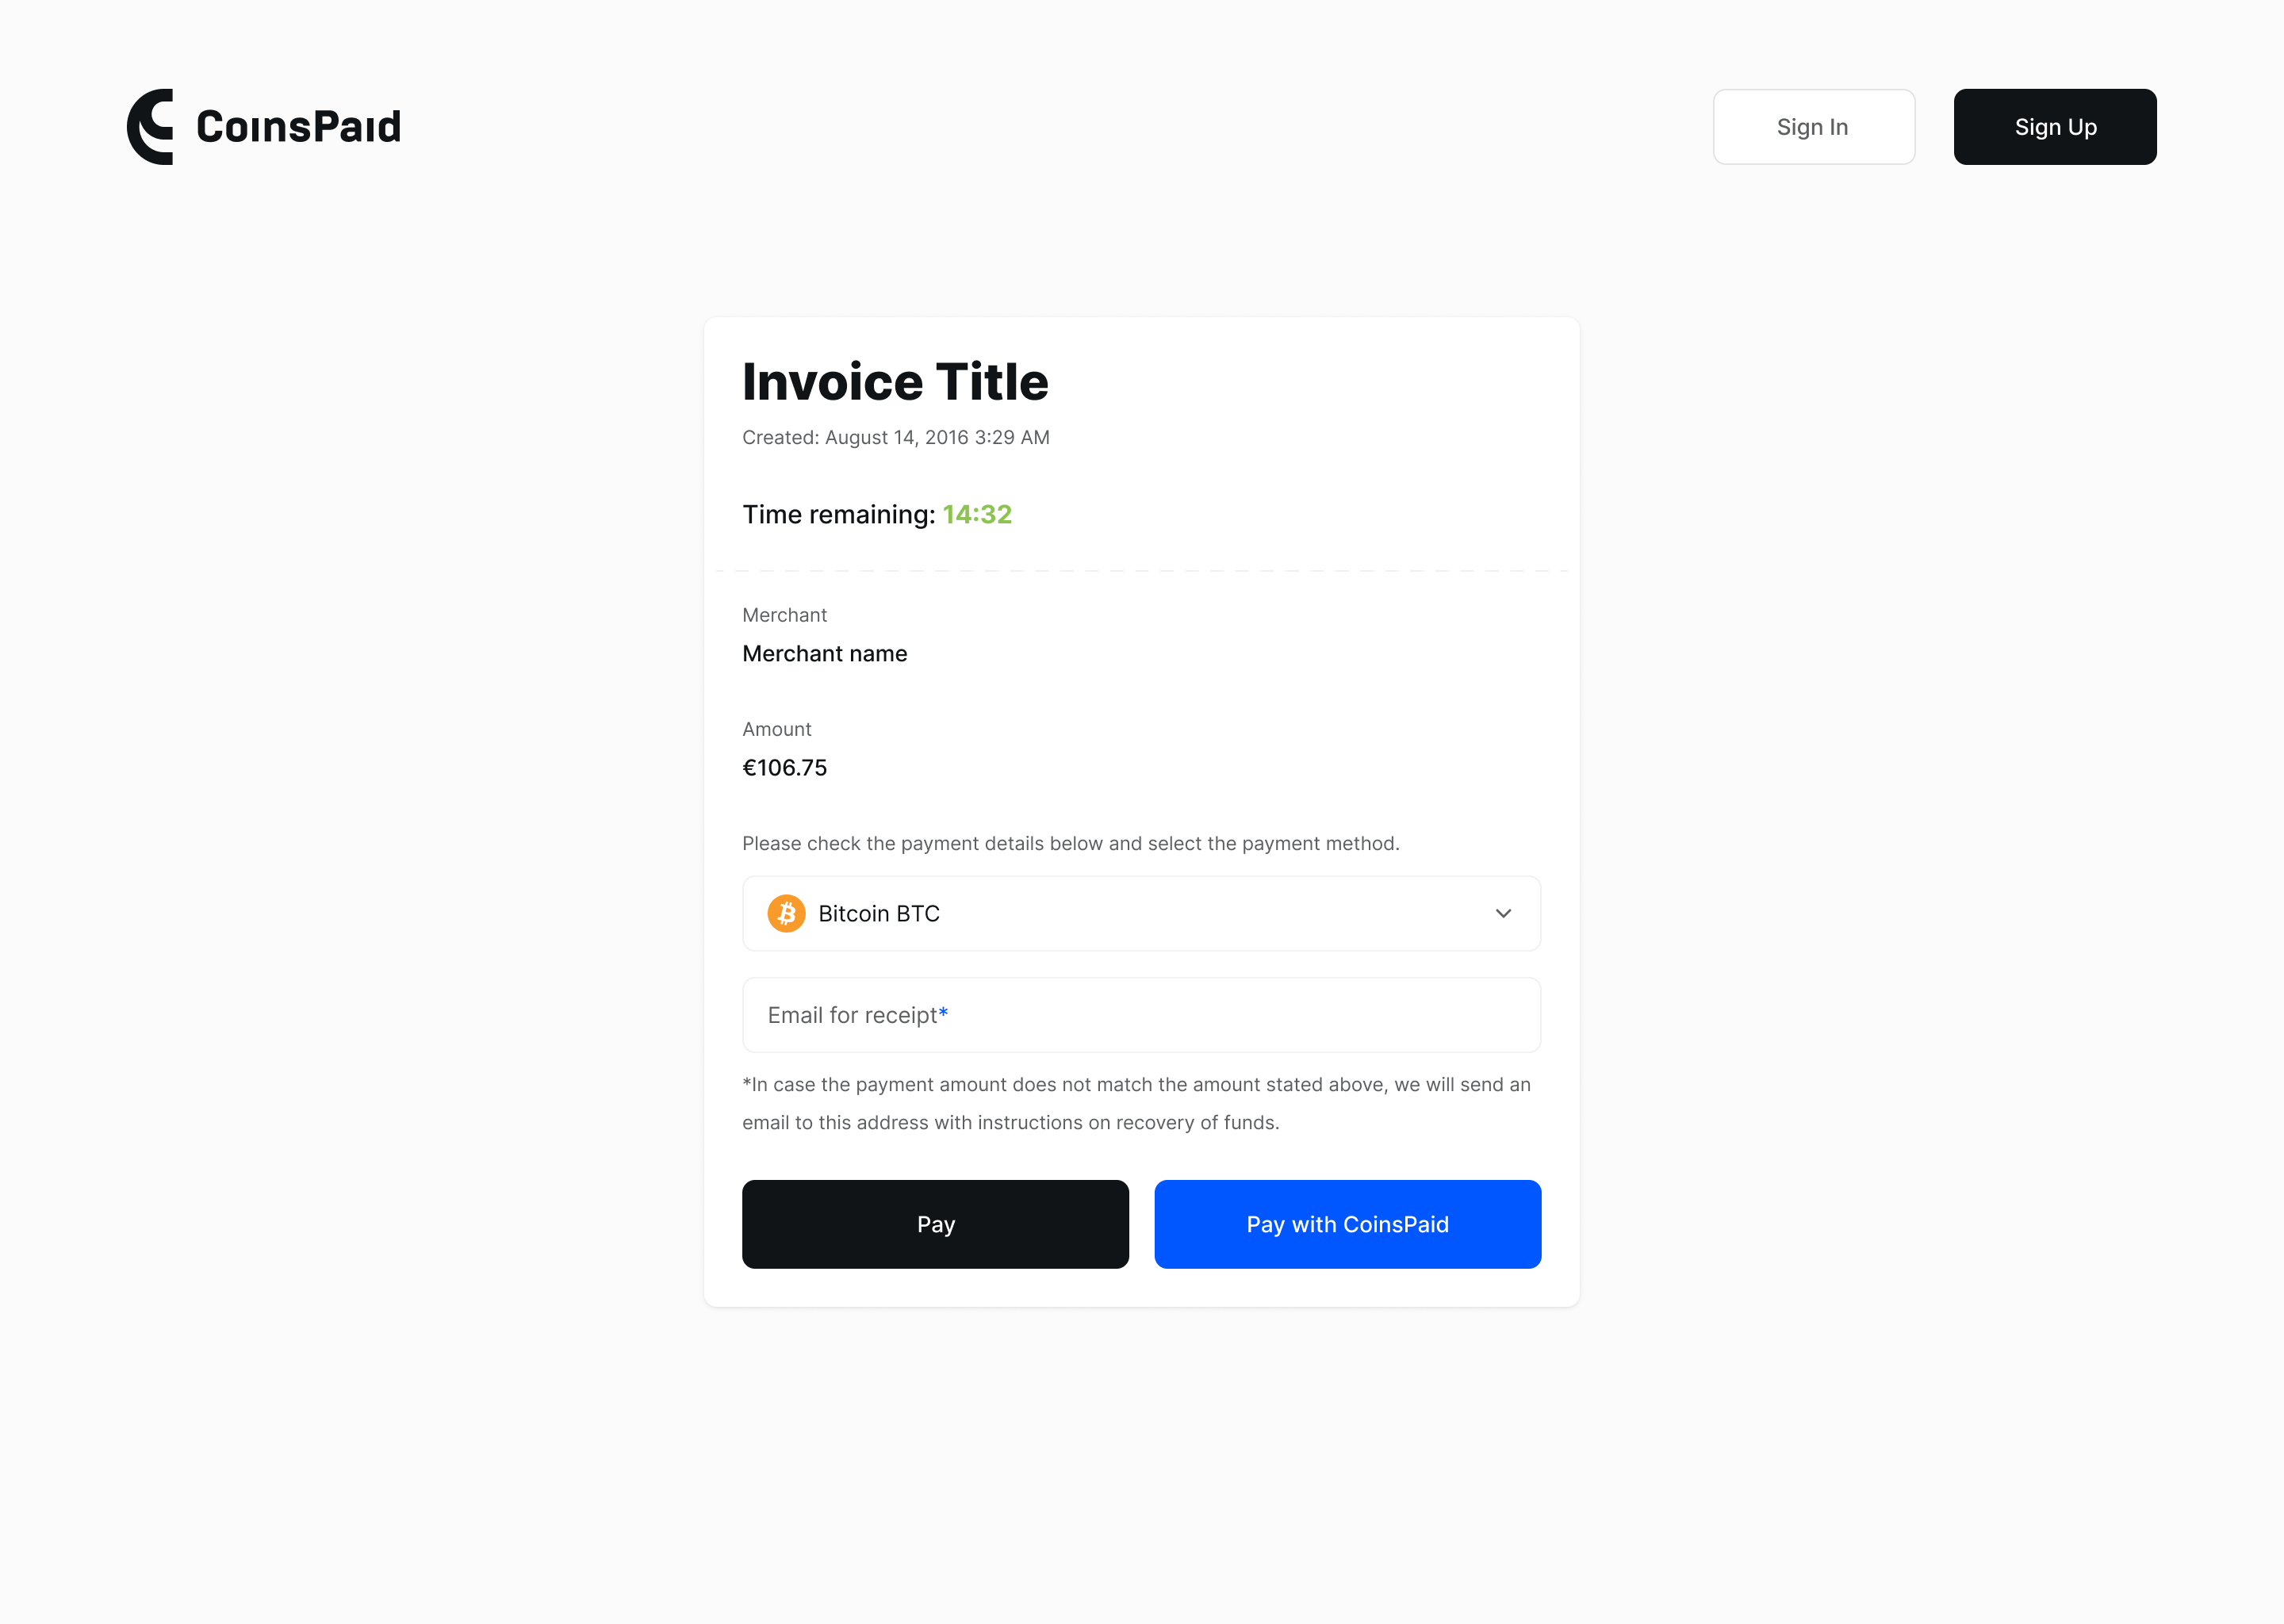 CoinsPaid
Sign In
Sign Up
Invoice Title
Created: August 14, 2016 3:29 AM
Time remaining: 14:32
Merchant
Merchant name
Amount
€106.75
Please check the payment details below and select the payment method.
Bitcoin BTC
Email for receipt*
*In case the payment amount does not match the amount stated above, we will send an
email to this address with instructions on recovery of funds.
Pay
Pay with CoinsPaid